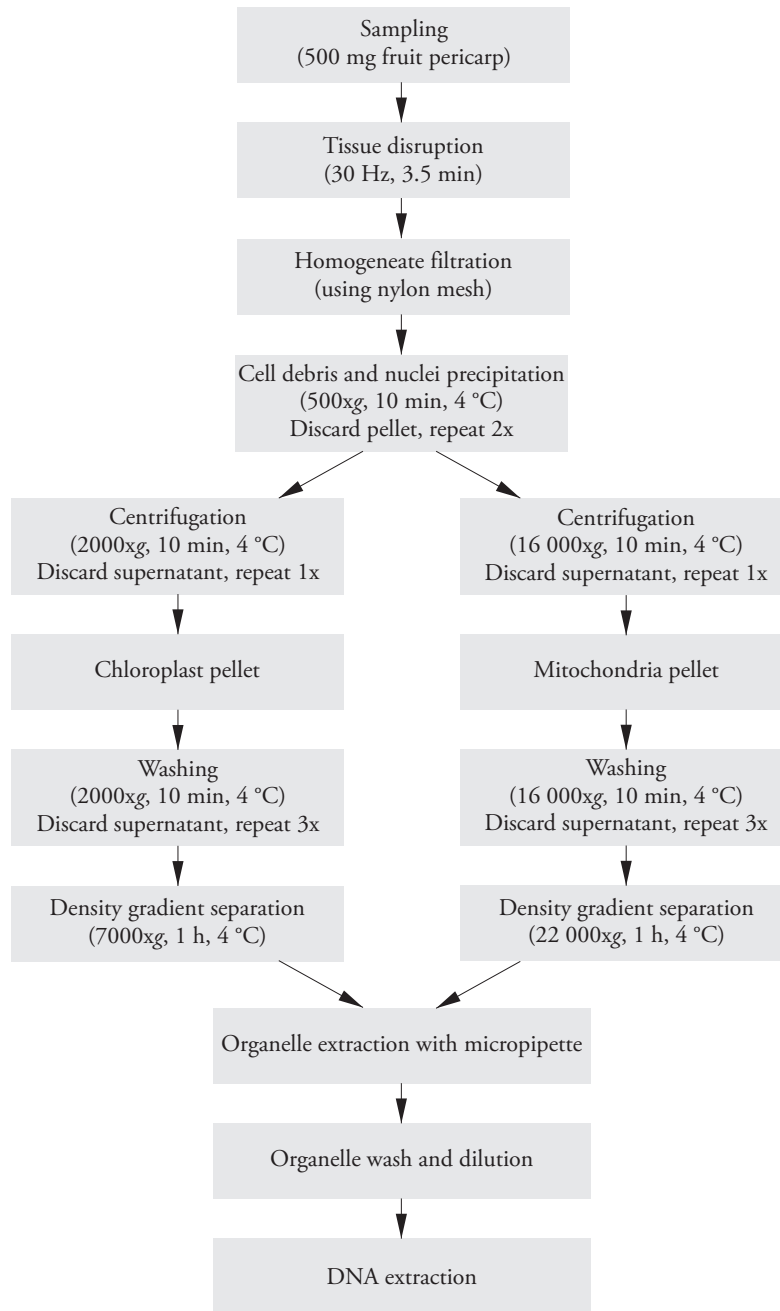 Sampling
(500 mg fruit pericarp)
Tissue disruption
(30 Hz, 3.5 min)
Homogeneate filtration
(using nylon mesh)
Cell debris and nuclei precipitation
(500xg, 10 min, 4 °C)
Discard pellet, repeat 2x
Centrifugation
(2000xg, 10 min, 4 °C)
Discard supernatant, repeat 1x
Chloroplast pellet
Washing
(2000xg, 10 min, 4 °C)
Discard supernatant, repeat 3x
Density gradient separation
(7000xg, 1 h, 4 °C)
Centrifugation
(16 000xg, 10 min, 4 °C)
Discard supernatant, repeat 1x
Mitochondria pellet
Washing
(16 000xg, 10 min, 4 °C)
Discard supernatant, repeat 3x
Density gradient separation
(22 000xg, 1 h, 4 °C)
Organelle extraction with micropipette
Organelle wash and dilution
DNA extraction